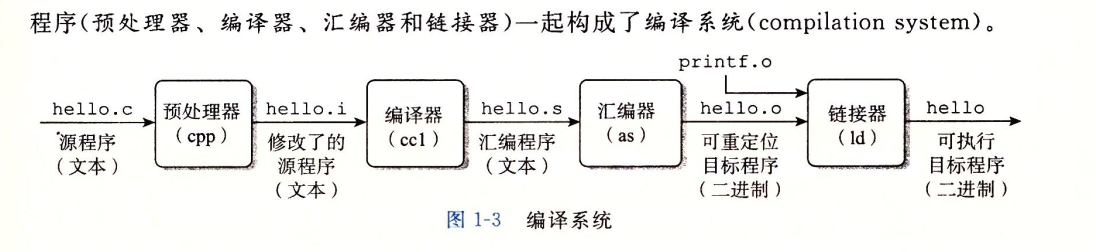 程序(预处理器、编译器、汇编器和链接器)一起构成了编译系统(compilation system)。
printf.o
hello.c
预处理器
(cpp)
hello.i
编译器
(cc1)
hello.s
汇编器
(as)
hello.o
链接器
(ld)
hello
源程序
(文本)
修改了的
源程序
(文本)
汇编程序
(文本)
可重定位
目标程序
(二进制)
可执行
目标程序
(二进制)
图 1-3 编译系统